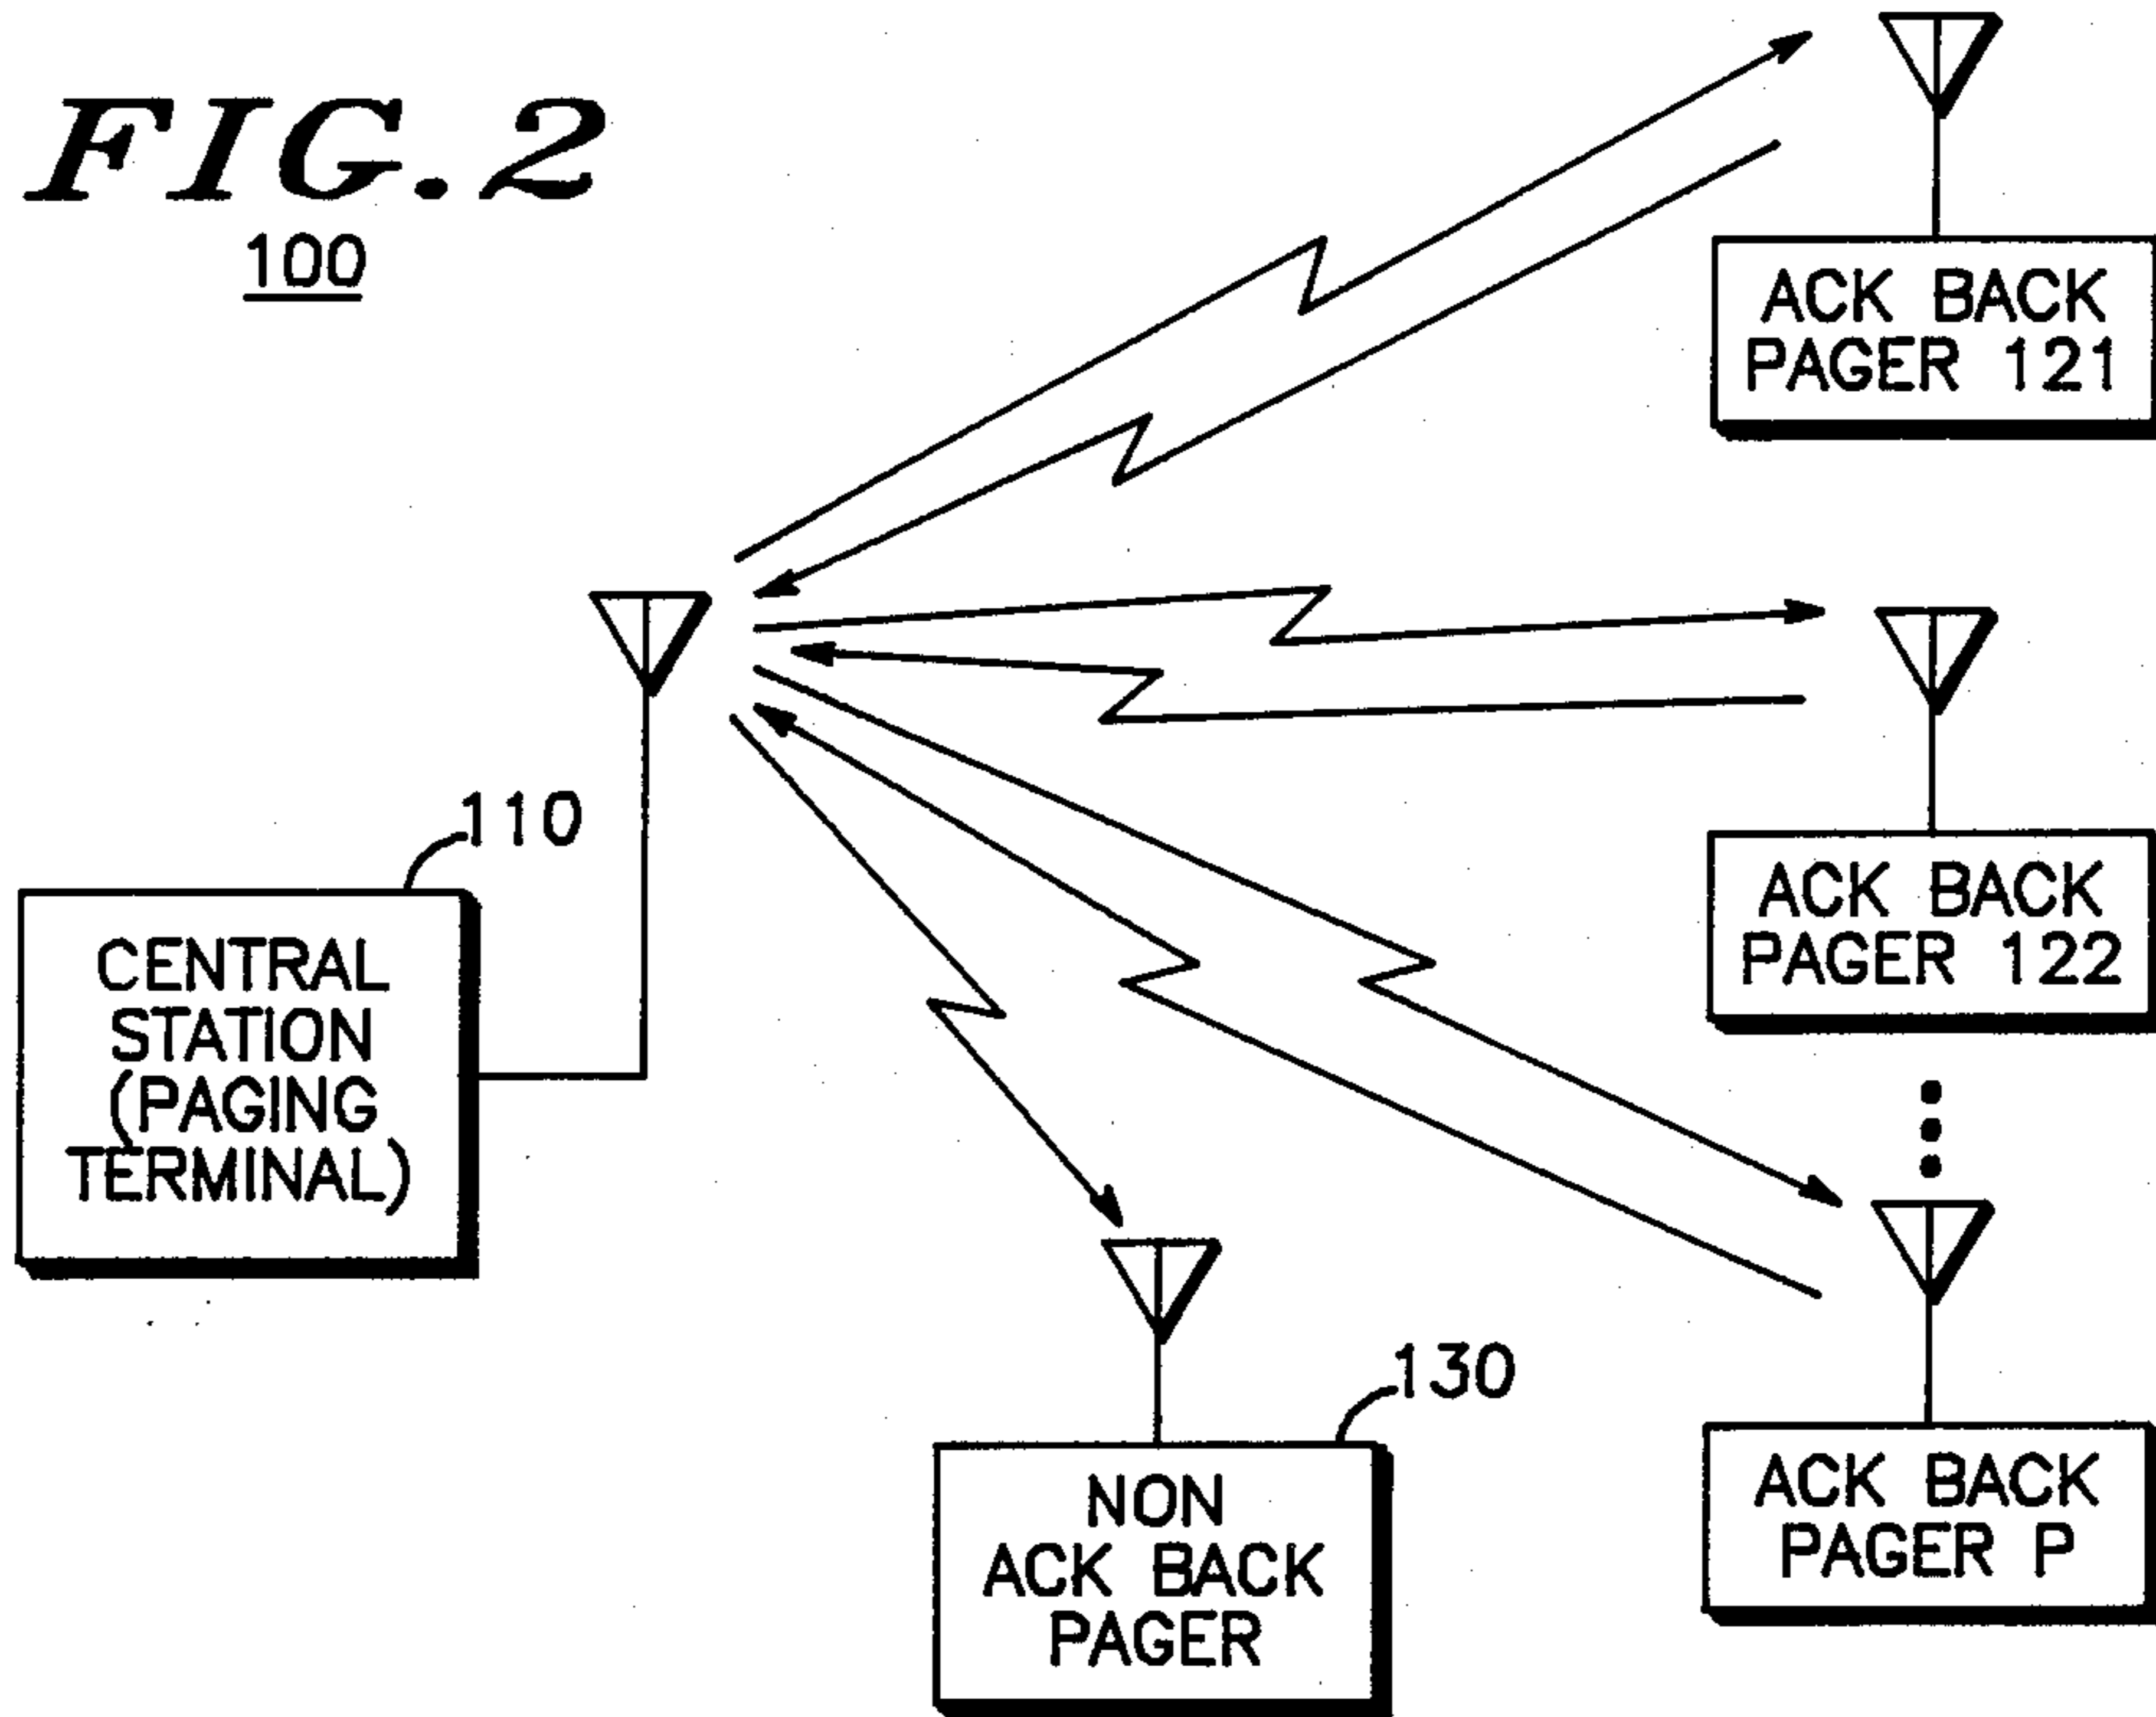 FIG.2
100
ACK BACK
PAGER 121
110
CENTRAL
STATION
(PAGING
TERMINAL)
ACK BACK
PAGER 122
130
NON
ACK BACK
PAGER
ACK BACK
PAGER P